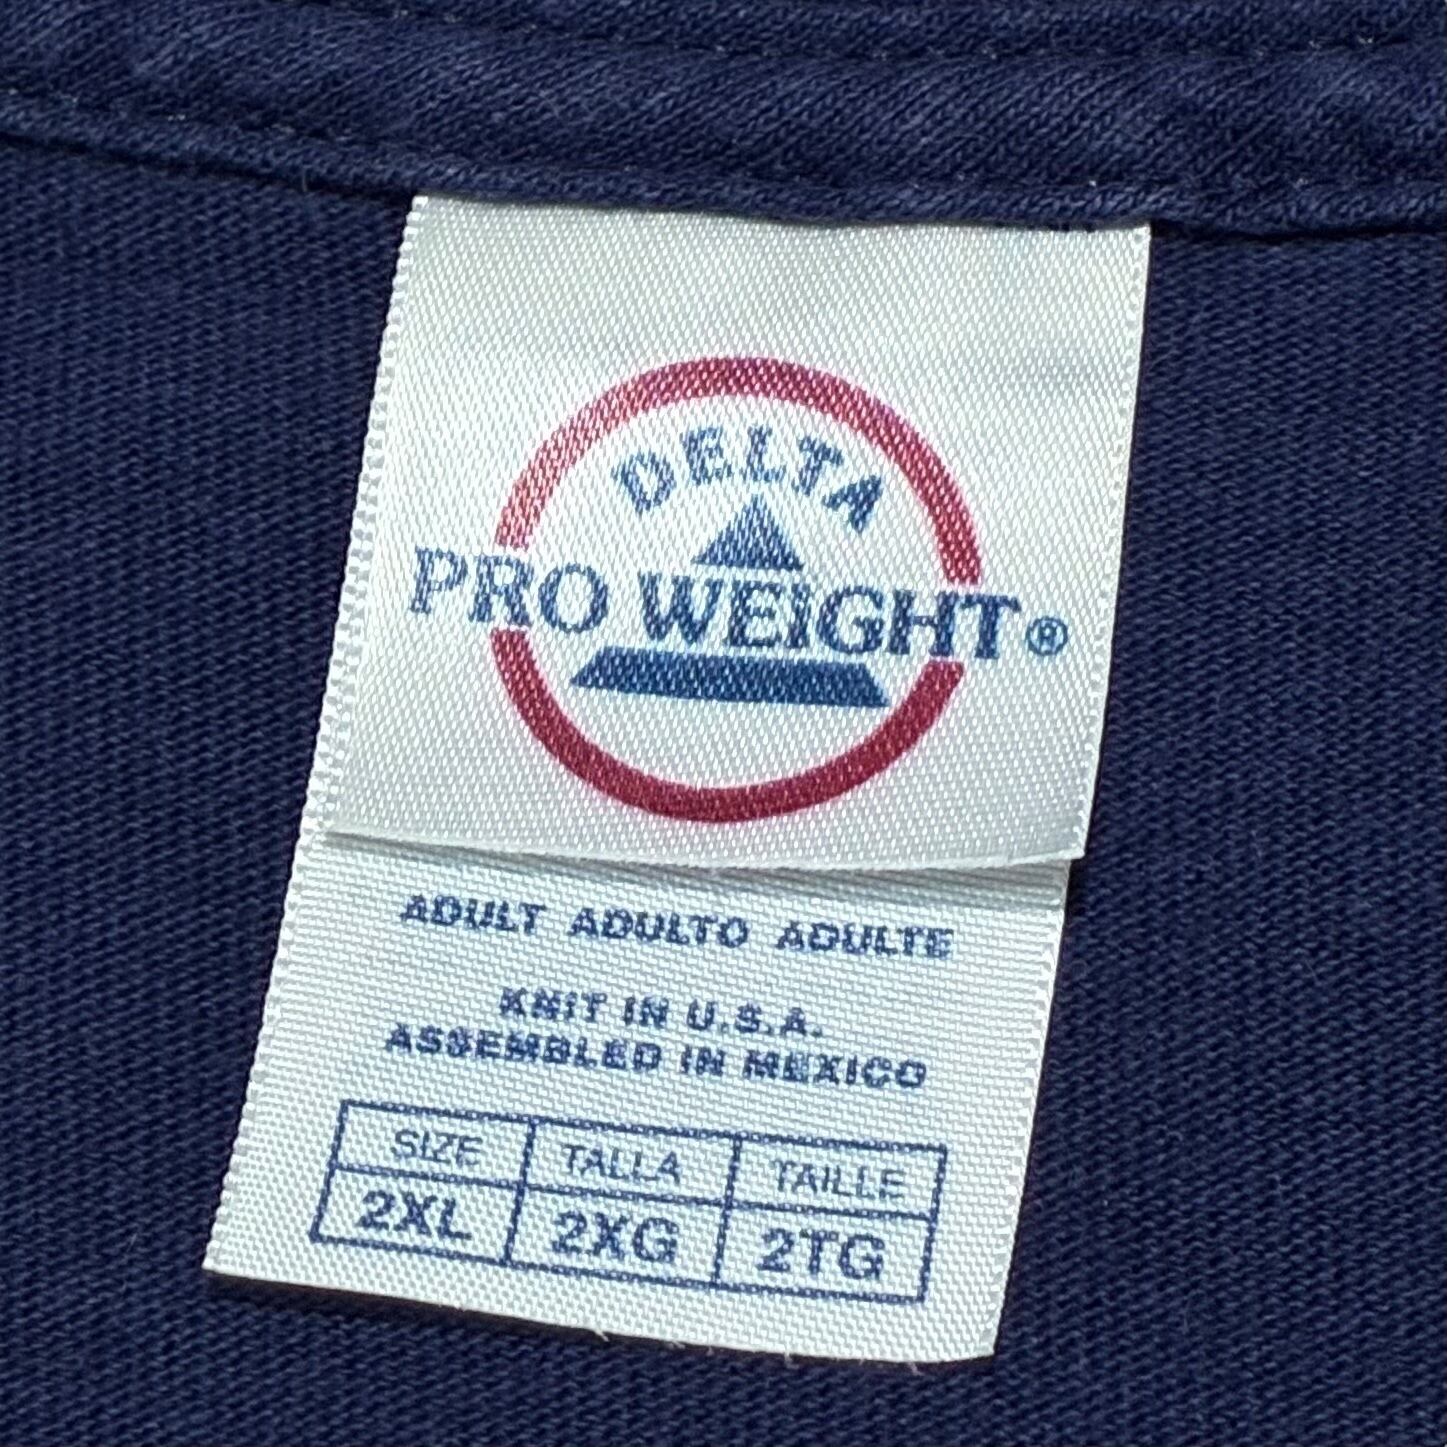 DELTA
PRO WEIGHT®
ADULT ADULTO ADULTE
KNIT IN U.S.A.
ASSEMBLED IN MEXICO
SIZE TALLA TAILLE
2XL 2XG 2TG